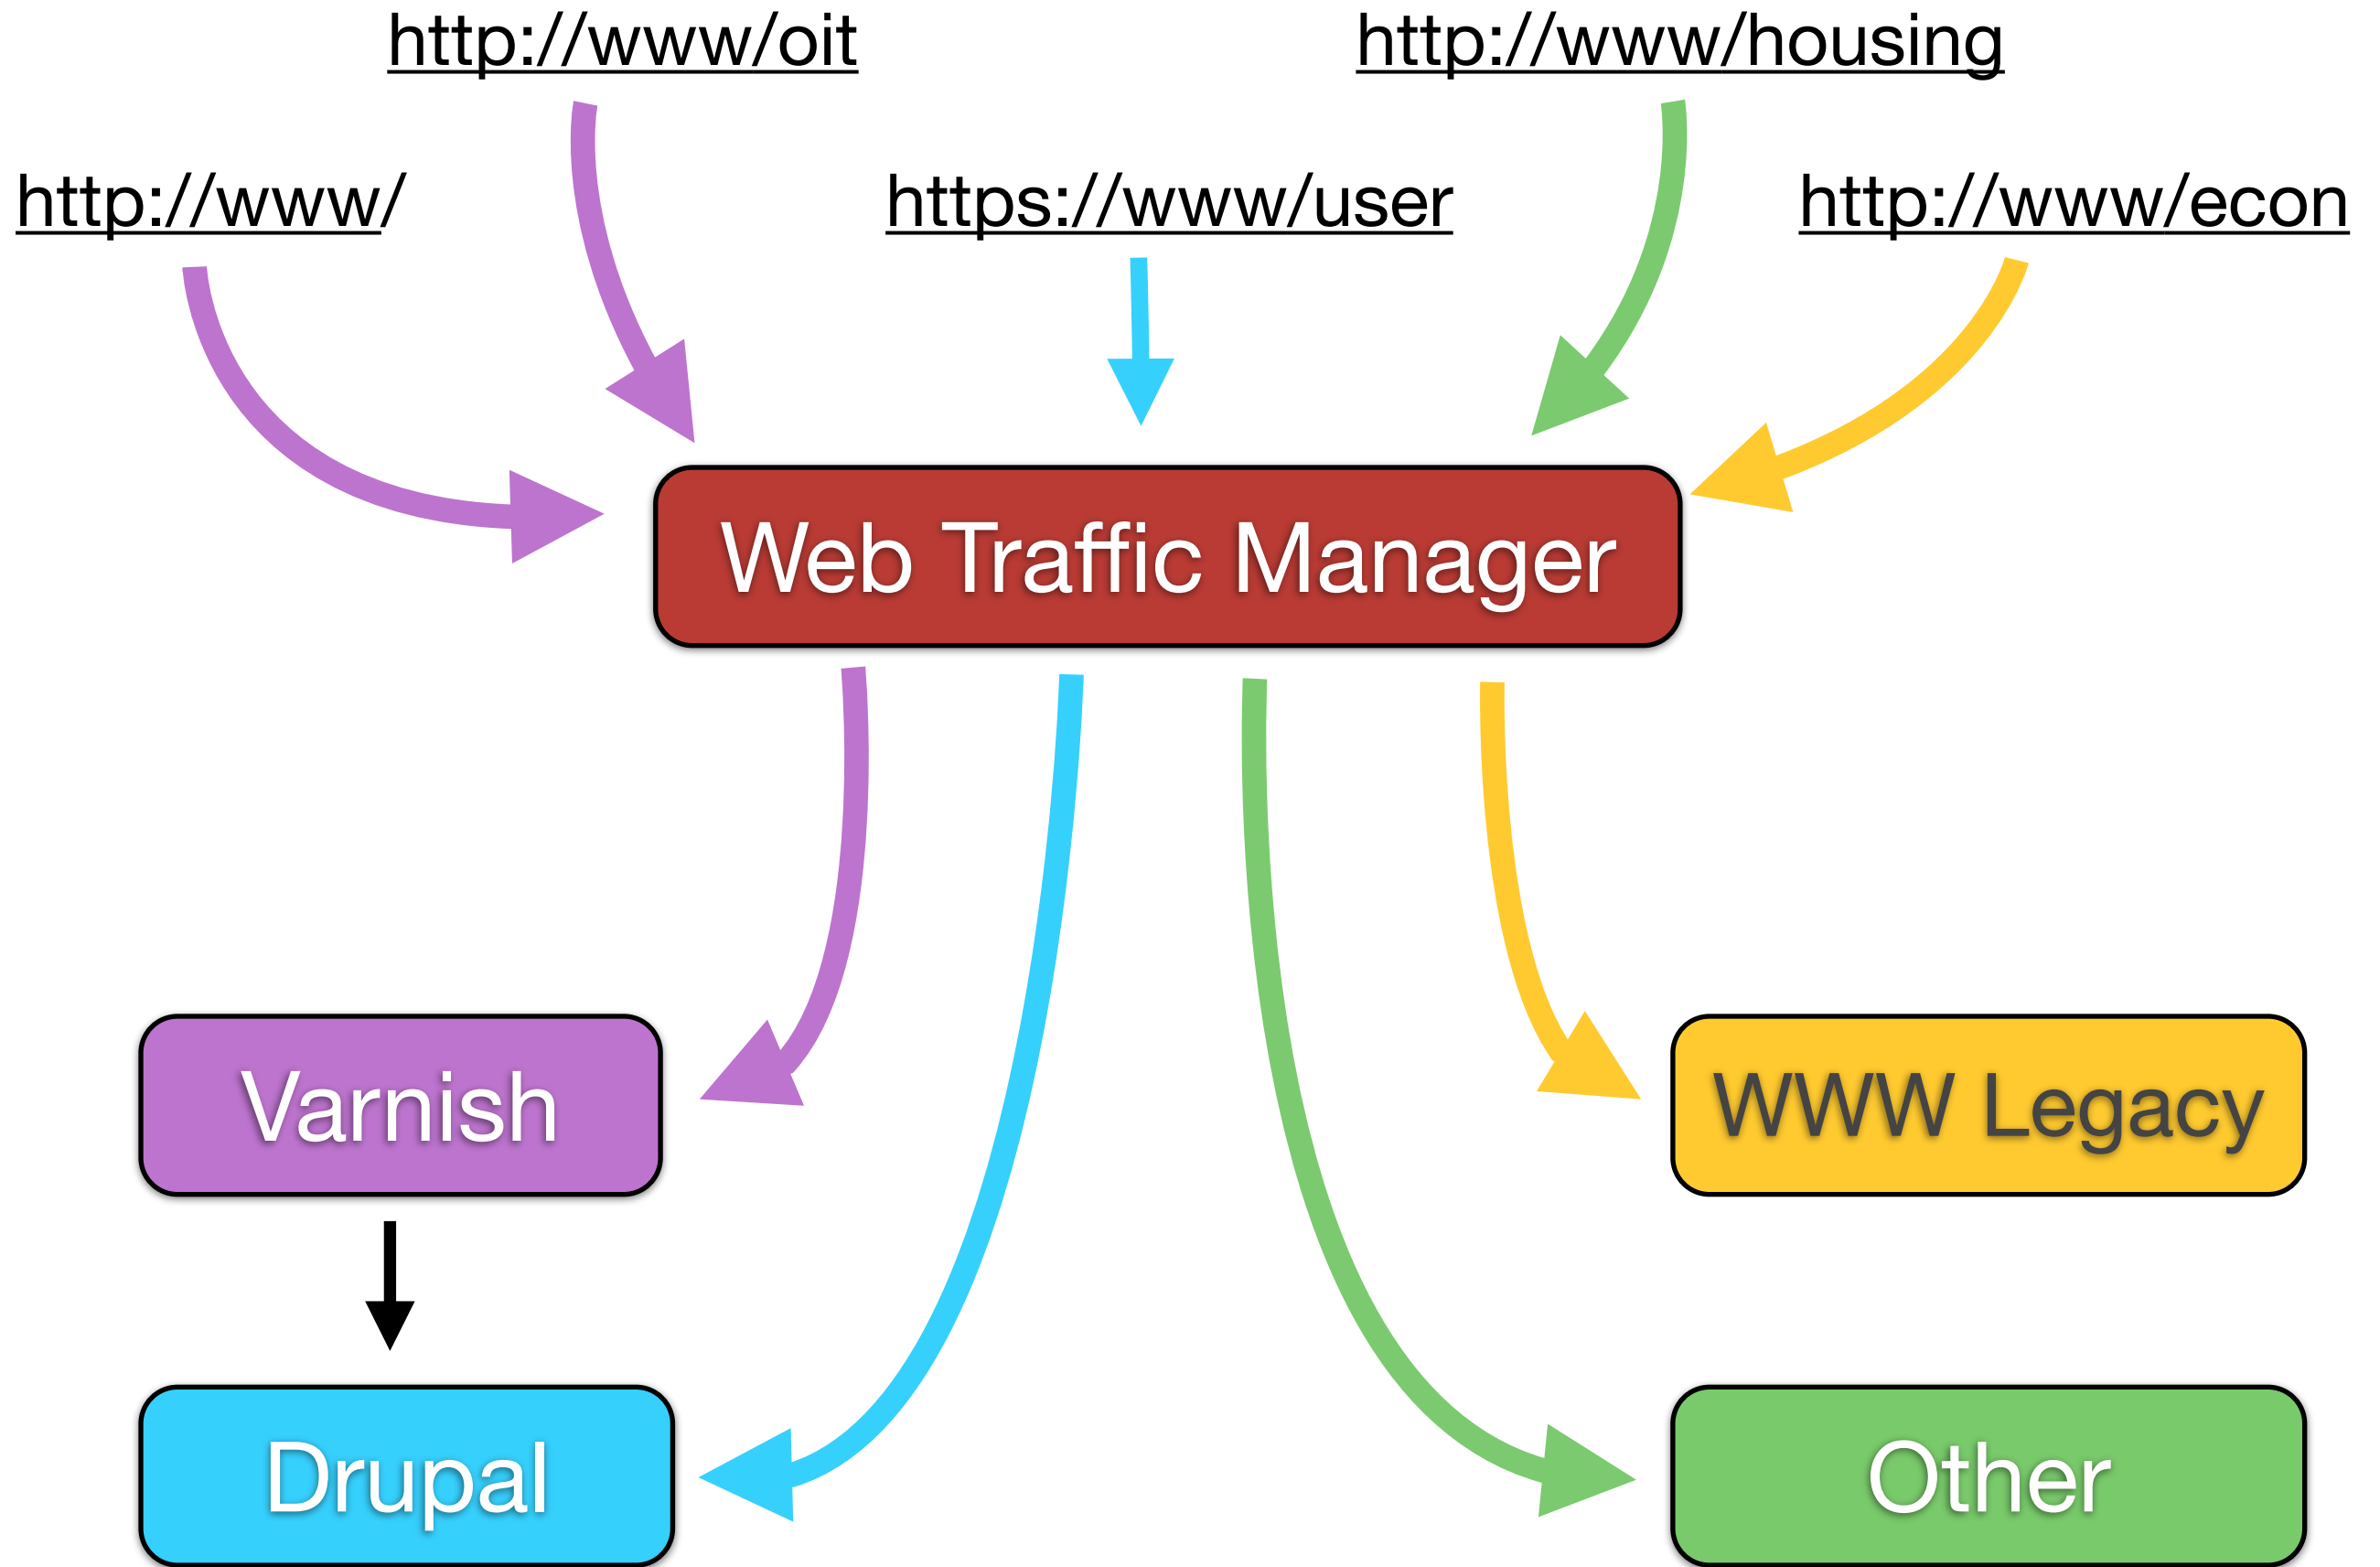 http://www/oit
http://www/housing
http://www/
https://www/user
http://www/econ
Web Traffic Manager
Varnish
WWW Legacy
Drupal
Other